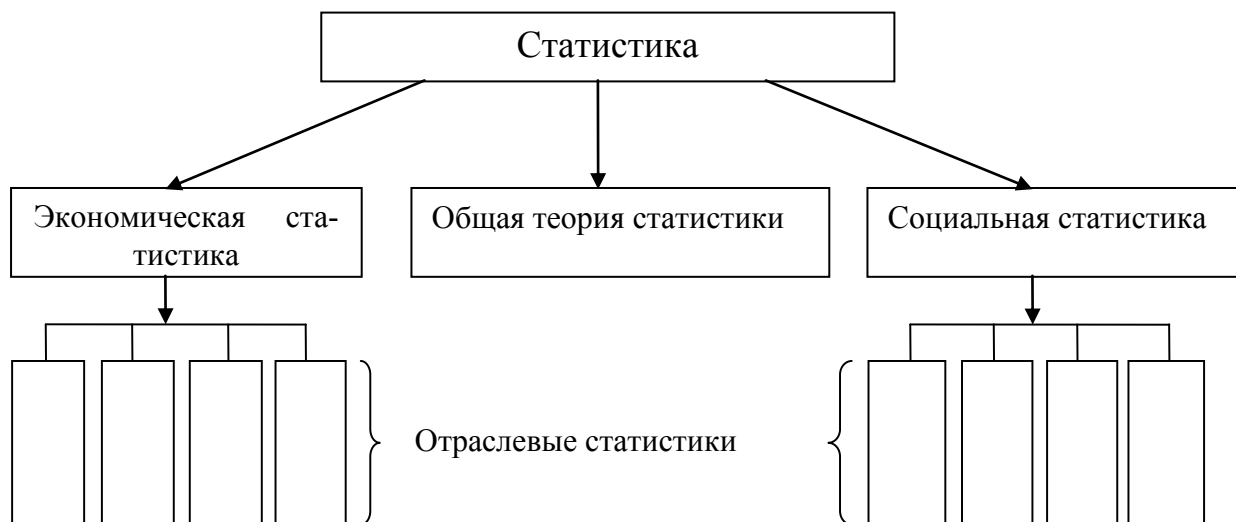 Статистика
Экономическая ста-
тистика
Общая теория статистики
Социальная статистика
Отраслевые статистики